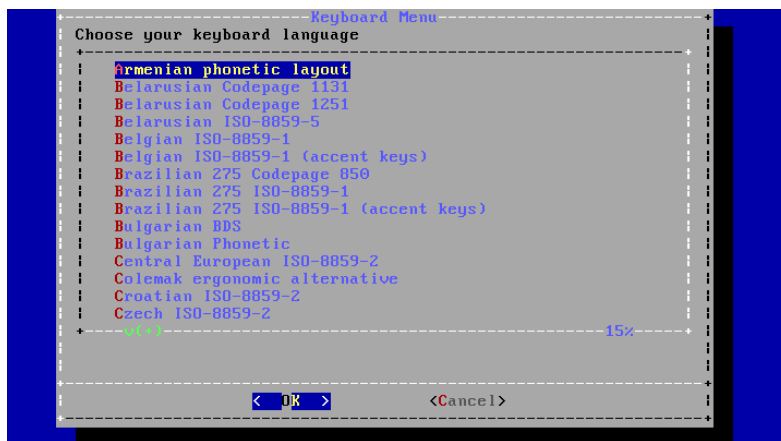 Keyboard Menu
Choose your keyboard language
Armenian phonetic layout
Belarusian Codepage 1131
Belarusian Codepage 1251
Belarusian ISO-8859-5
Belgian ISO-8859-1
Belgian ISO-8859-1 (accent keys)
Brazilian 275 Codepage 850
Brazilian 275 ISO-8859-1
Brazilian 275 ISO-8859-1 (accent keys)
Bulgarian BDS
Bulgarian Phonetic
Central European ISO-8859-2
Colemak ergonomic alternative
Croatian ISO-8859-2
Czech ISO-8859-2
v(+) 15%
< OK > <Cancel>